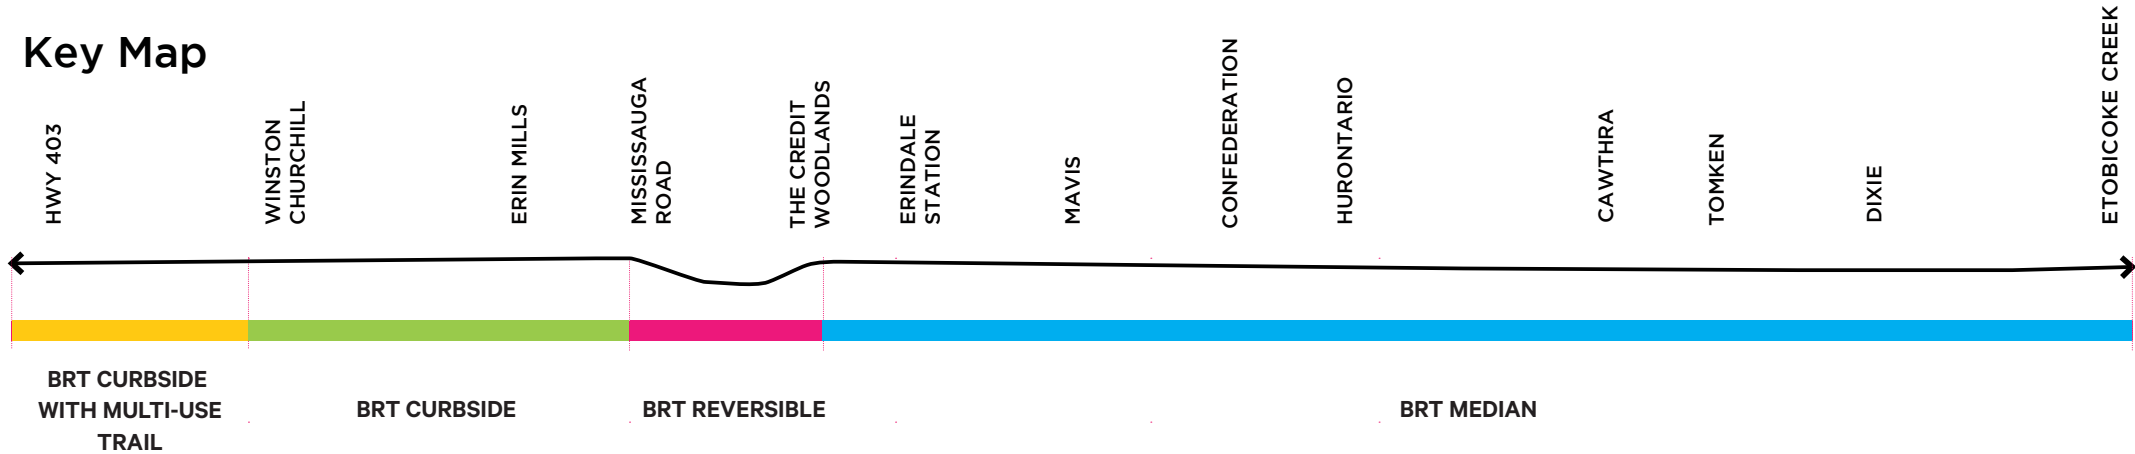 Key Map
HWY 403
WINSTON
CHURCHILL
ERIN MILLS
MISSISSAUGA
ROAD
THE CREDIT
WOODLANDS
ERINDALE
STATION
MAVIS
CONFEDERATION
HURONTARIO
CAWTHRA
TOMKEN
DIXIE
ETOBICOKE CREEK
BRT CURBSIDE
WITH MULTI-USE
TRAIL
BRT CURBSIDE
BRT REVERSIBLE
BRT MEDIAN